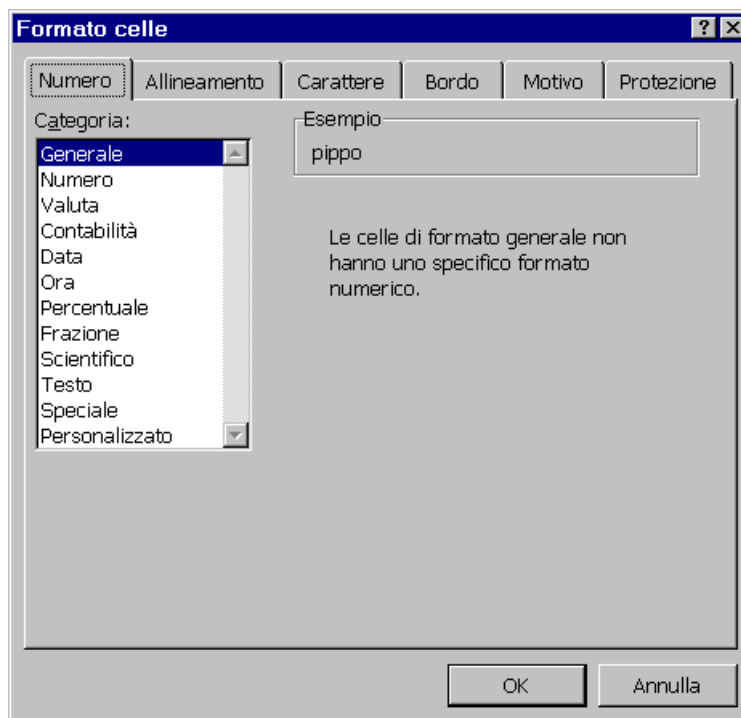 Formato celle
Numero Allineamento Carattere Bordo Motivo Protezione
Categoria:
Generale
Numero
Valuta
Contabilità
Data
Ora
Percentuale
Frazione
Scientifico
Testo
Speciale
Personalizzato
Esempio
pippo
Le celle di formato generale non
hanno uno specifico formato
numerico.
OK Annulla